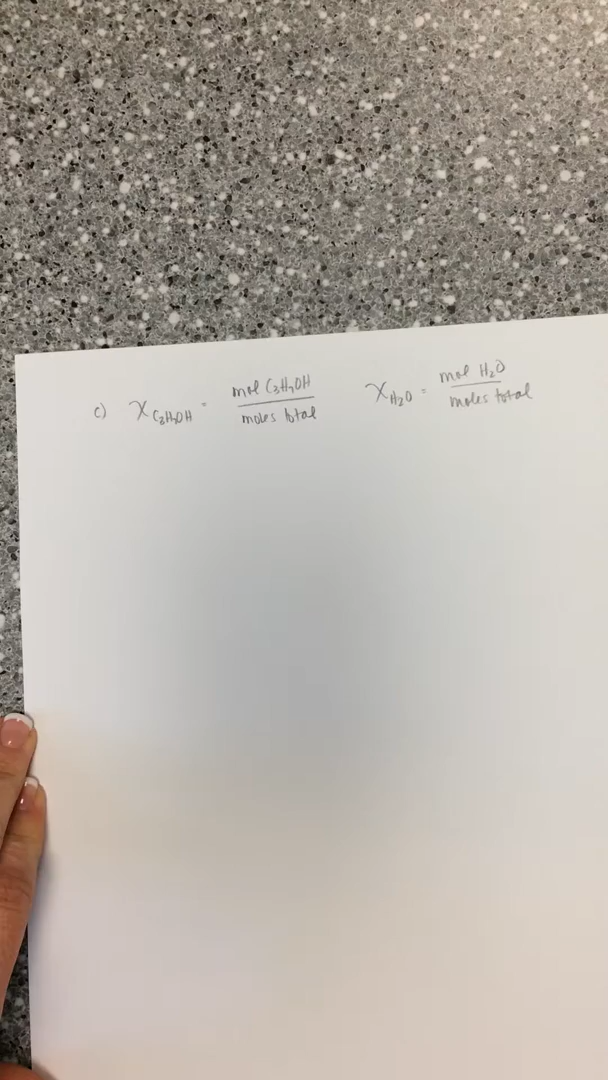 c) χ C₃H₇OH = mol C₃H₇OH / moles total χ H₂O = mol H₂O / moles total